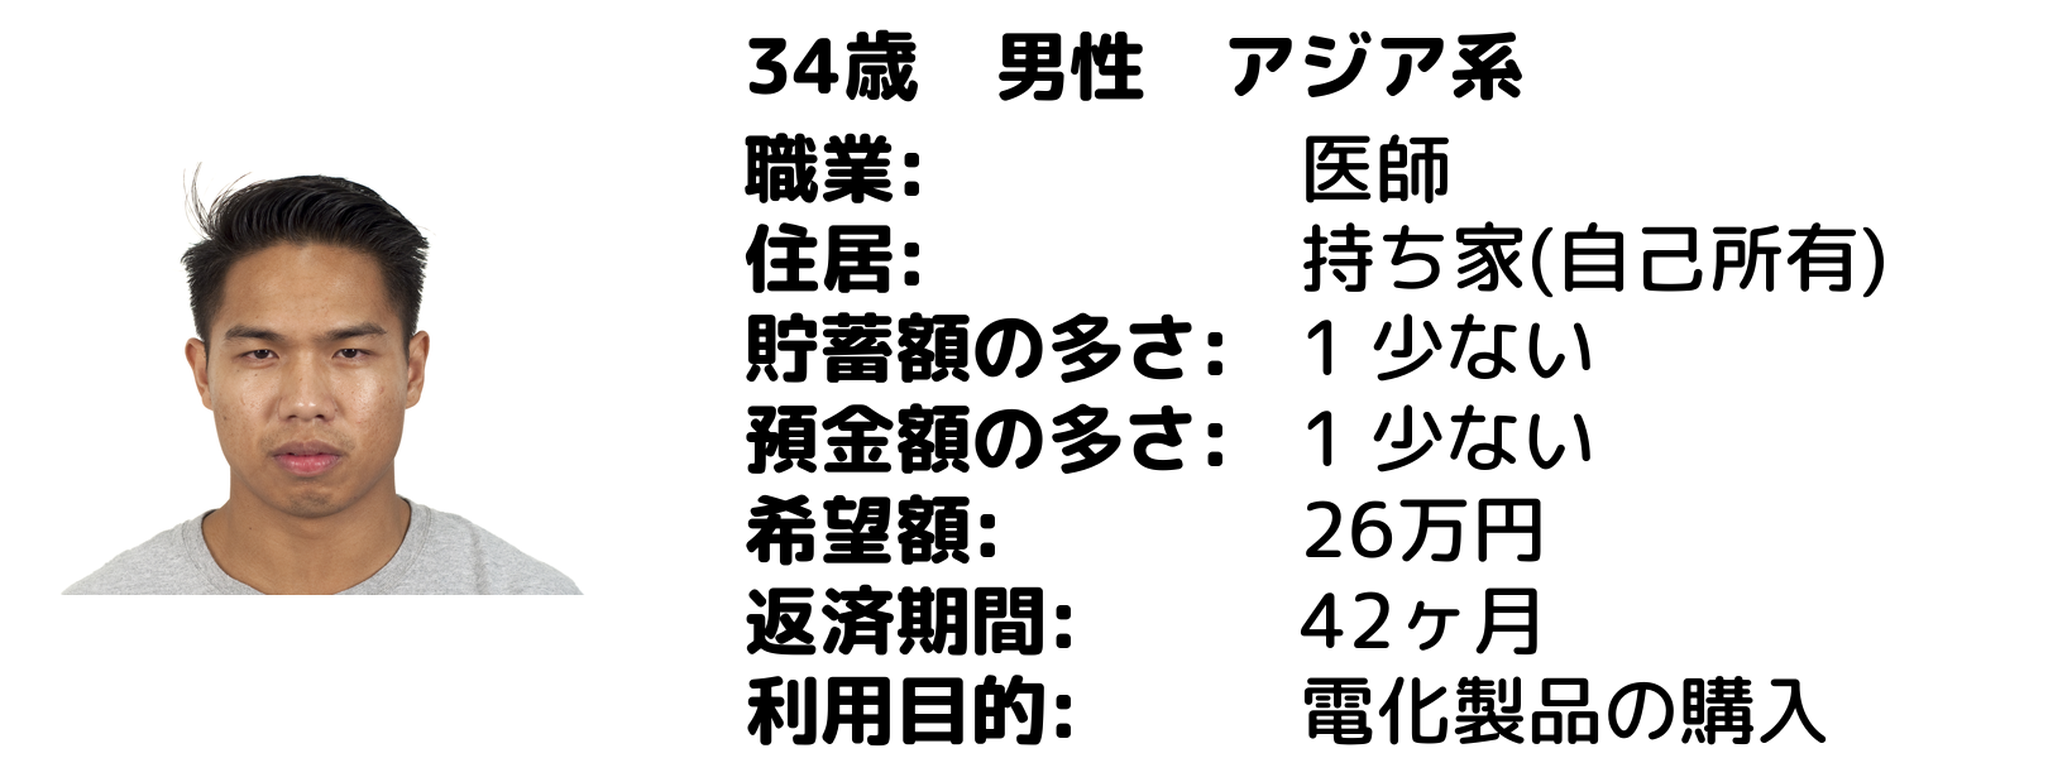 34歳　男性　アジア系
職業: 医師
住居: 持ち家(自己所有)
貯蓄額の多さ: 1 少ない
預金額の多さ: 1 少ない
希望額: 26万円
返済期間: 42ヶ月
利用目的: 電化製品の購入